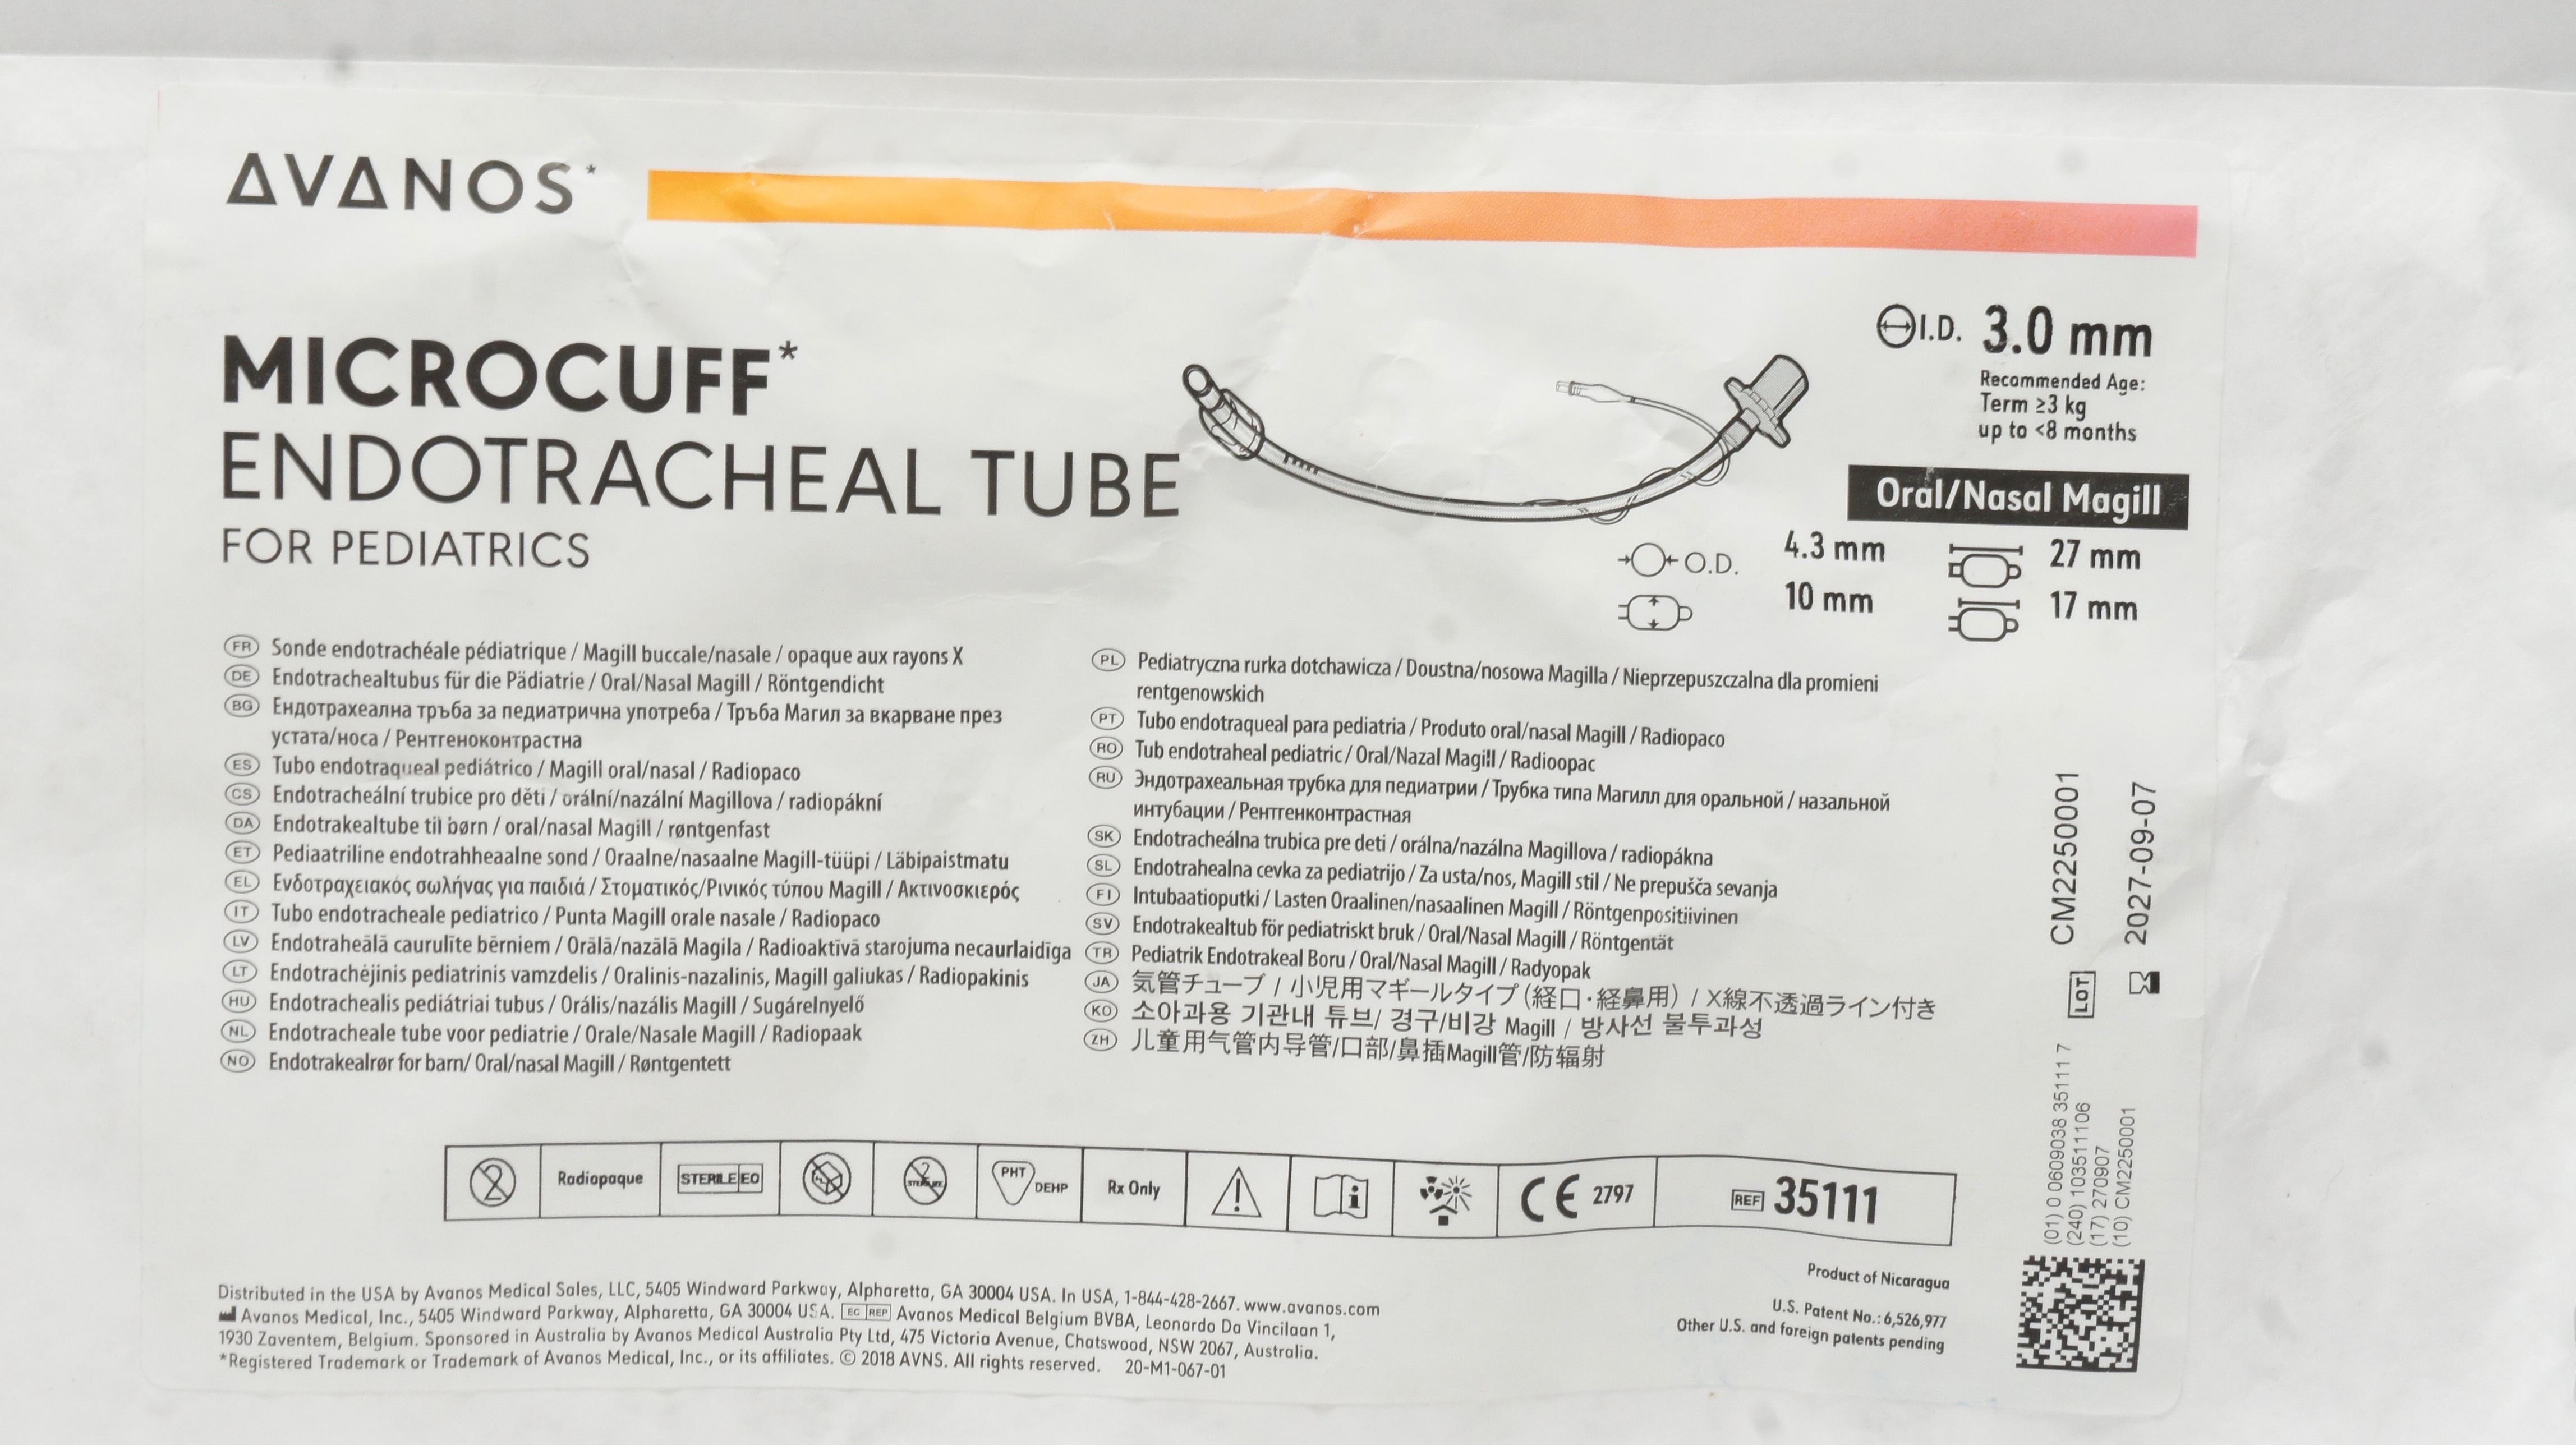 AVANOS*
MICROCUFF*
ENDOTRACHEAL TUBE
FOR PEDIATRICS
I.D. 3.0 mm
Recommended Age:
Term ≥3 kg
up to <8 months
Oral/Nasal Magill
O.D. 4.3 mm 27 mm
10 mm 17 mm
FR Sonde endotrachéale pédiatrique / Magill buccale/nasale / opaque aux rayons X
DE Endotrachealtubus für die Pädiatrie / Oral/Nasal Magill / Röntgendicht
BG Ендотрахеална тръба за педиатрична употреба / Тръба Магил за вкарване през
устата/носа / Рентгеноконтрастна
ES Tubo endotraqueal pediátrico / Magill oral/nasal / Radiopaco
CS Endotracheální trubice pro děti / orální/nazální Magillova / radiopákní
DA Endotrakealtube til børn / oral/nasal Magill / røntgenfast
ET Pediaatriline endotrahheaalne sond / Oraalne/nasaalne Magill-tüüpi / Läbipaistmatu
EL Ενδοτραχειακός σωλήνας για παιδιά / Στοματικός/Ρινικός τύπου Magill / Ακτινοσκιερός
IT Tubo endotracheale pediatrico / Punta Magill orale nasale / Radiopaco
LV Endotraheālā caurulīte bērniem / Orālā/nazālā Magila / Radioaktīvā starojuma necaurlaidīga
LT Endotrachėjinis pediatrinis vamzdelis / Oralinis-nazalinis, Magill galiukas / Radiopakinis
HU Endotrachealis pediátriai tubus / Orális/nazális Magill / Sugárelnyelő
NL Endotracheale tube voor pediatrie / Orale/Nasale Magill / Radiopaak
NO Endotrakealrør for barn/ Oral/nasal Magill / Røntgentett
PL Pediatryczna rurka dotchawicza / Doustna/nosowa Magilla / Nieprzepuszczalna dla promieni
rentgenowskich
PT Tubo endotraqueal para pediatria / Produto oral/nasal Magill / Radiopaco
RO Tub endotraheal pediatric / Oral/Nazal Magill / Radioopac
RU Эндотрахеальная трубка для педиатрии / Трубка типа Магилл для оральной / назальной
интубации / Рентгенконтрастная
SK Endotracheálna trubica pre deti / orálna/nazálna Magillova / radiopákna
SL Endotrahealna cevka za pediatrijo / Za usta/nos, Magill stil / Ne prepušča sevanja
FI Intubaatioputki / Lasten Oraalinen/nasaalinen Magill / Röntgenpositiivinen
SV Endotrakealtub för pediatriskt bruk / Oral/Nasal Magill / Röntgentät
TR Pediatrik Endotrakeal Boru / Oral/Nasal Magill / Radyopak
JA 気管チューブ / 小児用マギールタイプ (経口・経鼻用) / X線不透過ライン付き
KO 소아과용 기관내 튜브/ 경구/비강 Magill / 방사선 불투과성
ZH 儿童用气管内导管/口部/鼻插Magill管/防辐射
LOT CM2250001
2027-09-07
(01) 0 0609038 35111 7
(240) 103511106
(17) 270907
(10) CM2250001
2 Radiopaque STERILE EO 2 STERILIZE PHT DEHP Rx Only CE 2797 REF 35111
Distributed in the USA by Avanos Medical Sales, LLC, 5405 Windward Parkway, Alpharetta, GA 30004 USA. In USA, 1-844-428-2667. www.avanos.com
Avanos Medical, Inc., 5405 Windward Parkway, Alpharetta, GA 30004 USA. EC REP Avanos Medical Belgium BVBA, Leonardo Da Vincilaan 1,
1930 Zaventem, Belgium. Sponsored in Australia by Avanos Medical Australia Pty Ltd, 475 Victoria Avenue, Chatswood, NSW 2067, Australia.
*Registered Trademark or Trademark of Avanos Medical, Inc., or its affiliates. © 2018 AVNS. All rights reserved. 20-M1-067-01
Product of Nicaragua
U.S. Patent No.: 6,526,977
Other U.S. and foreign patents pending